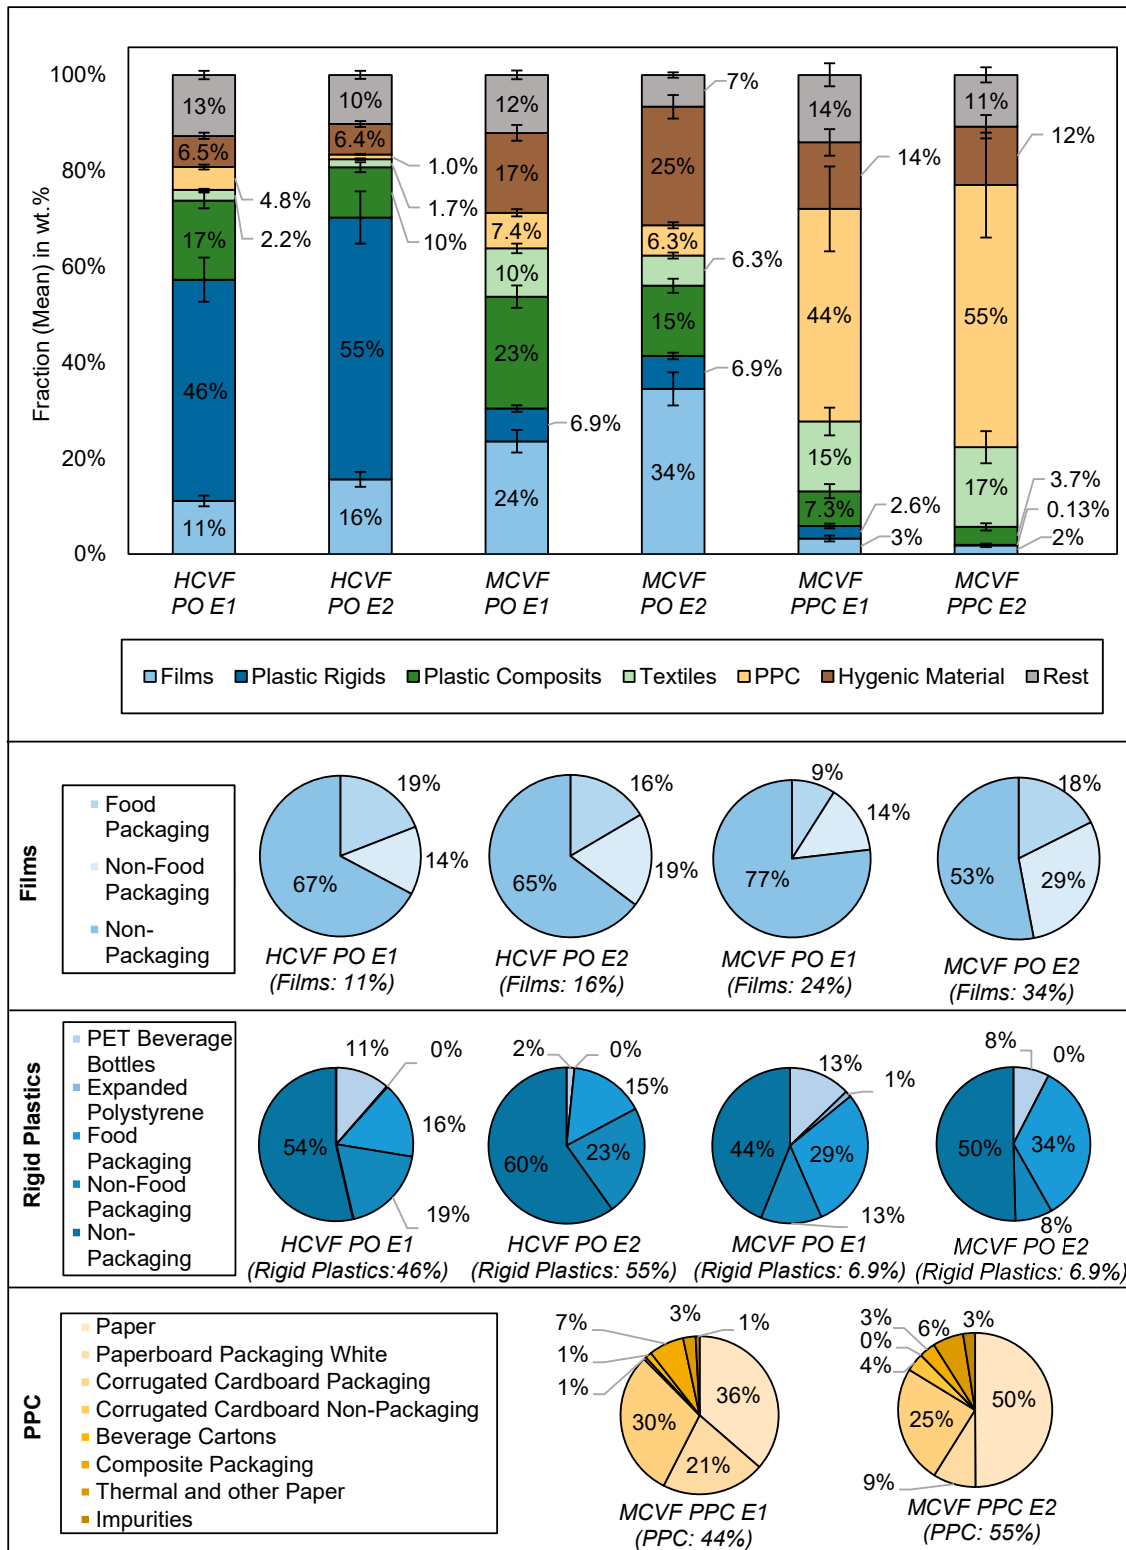 Fraction (Mean) in wt.%
100%
80%
60%
40%
20%
0%
13%
6.5%
4.8%
2.2%
17%
46%
11%
10%
6.4%
1.0%
1.7%
10%
55%
16%
12%
17%
7.4%
10%
23%
6.9%
24%
7%
25%
6.3%
6.3%
15%
6.9%
34%
14%
14%
44%
15%
7.3%
2.6%
3%
11%
12%
55%
17%
3.7%
0.13%
2%
HCVF
PO E1
HCVF
PO E2
MCVF
PO E1
MCVF
PO E2
MCVF
PPC E1
MCVF
PPC E2
Films
Plastic Rigids
Plastic Composits
Textiles
PPC
Hygenic Material
Rest
Films
Food
Packaging
Non-Food
Packaging
Non-
Packaging
19%
14%
67%
HCVF PO E1
(Films: 11%)
16%
19%
65%
HCVF PO E2
(Films: 16%)
9%
14%
77%
MCVF PO E1
(Films: 24%)
18%
29%
53%
MCVF PO E2
(Films: 34%)
Rigid Plastics
PET Beverage
Bottles
Expanded
Polystyrene
Food
Packaging
Non-Food
Packaging
Non-
Packaging
11%
0%
16%
19%
54%
HCVF PO E1
(Rigid Plastics:46%)
2%
0%
15%
23%
60%
HCVF PO E2
(Rigid Plastics: 55%)
13%
1%
29%
13%
44%
MCVF PO E1
(Rigid Plastics: 6.9%)
8%
0%
34%
8%
50%
MCVF PO E2
(Rigid Plastics: 6.9%)
PPC
Paper
Paperboard Packaging White
Corrugated Cardboard Packaging
Corrugated Cardboard Non-Packaging
Beverage Cartons
Composite Packaging
Thermal and other Paper
Impurities
7%
3%
1%
1%
1%
36%
30%
21%
MCVF PPC E1
(PPC: 44%)
3%
6%
3%
0%
4%
50%
25%
9%
MCVF PPC E2
(PPC: 55%)